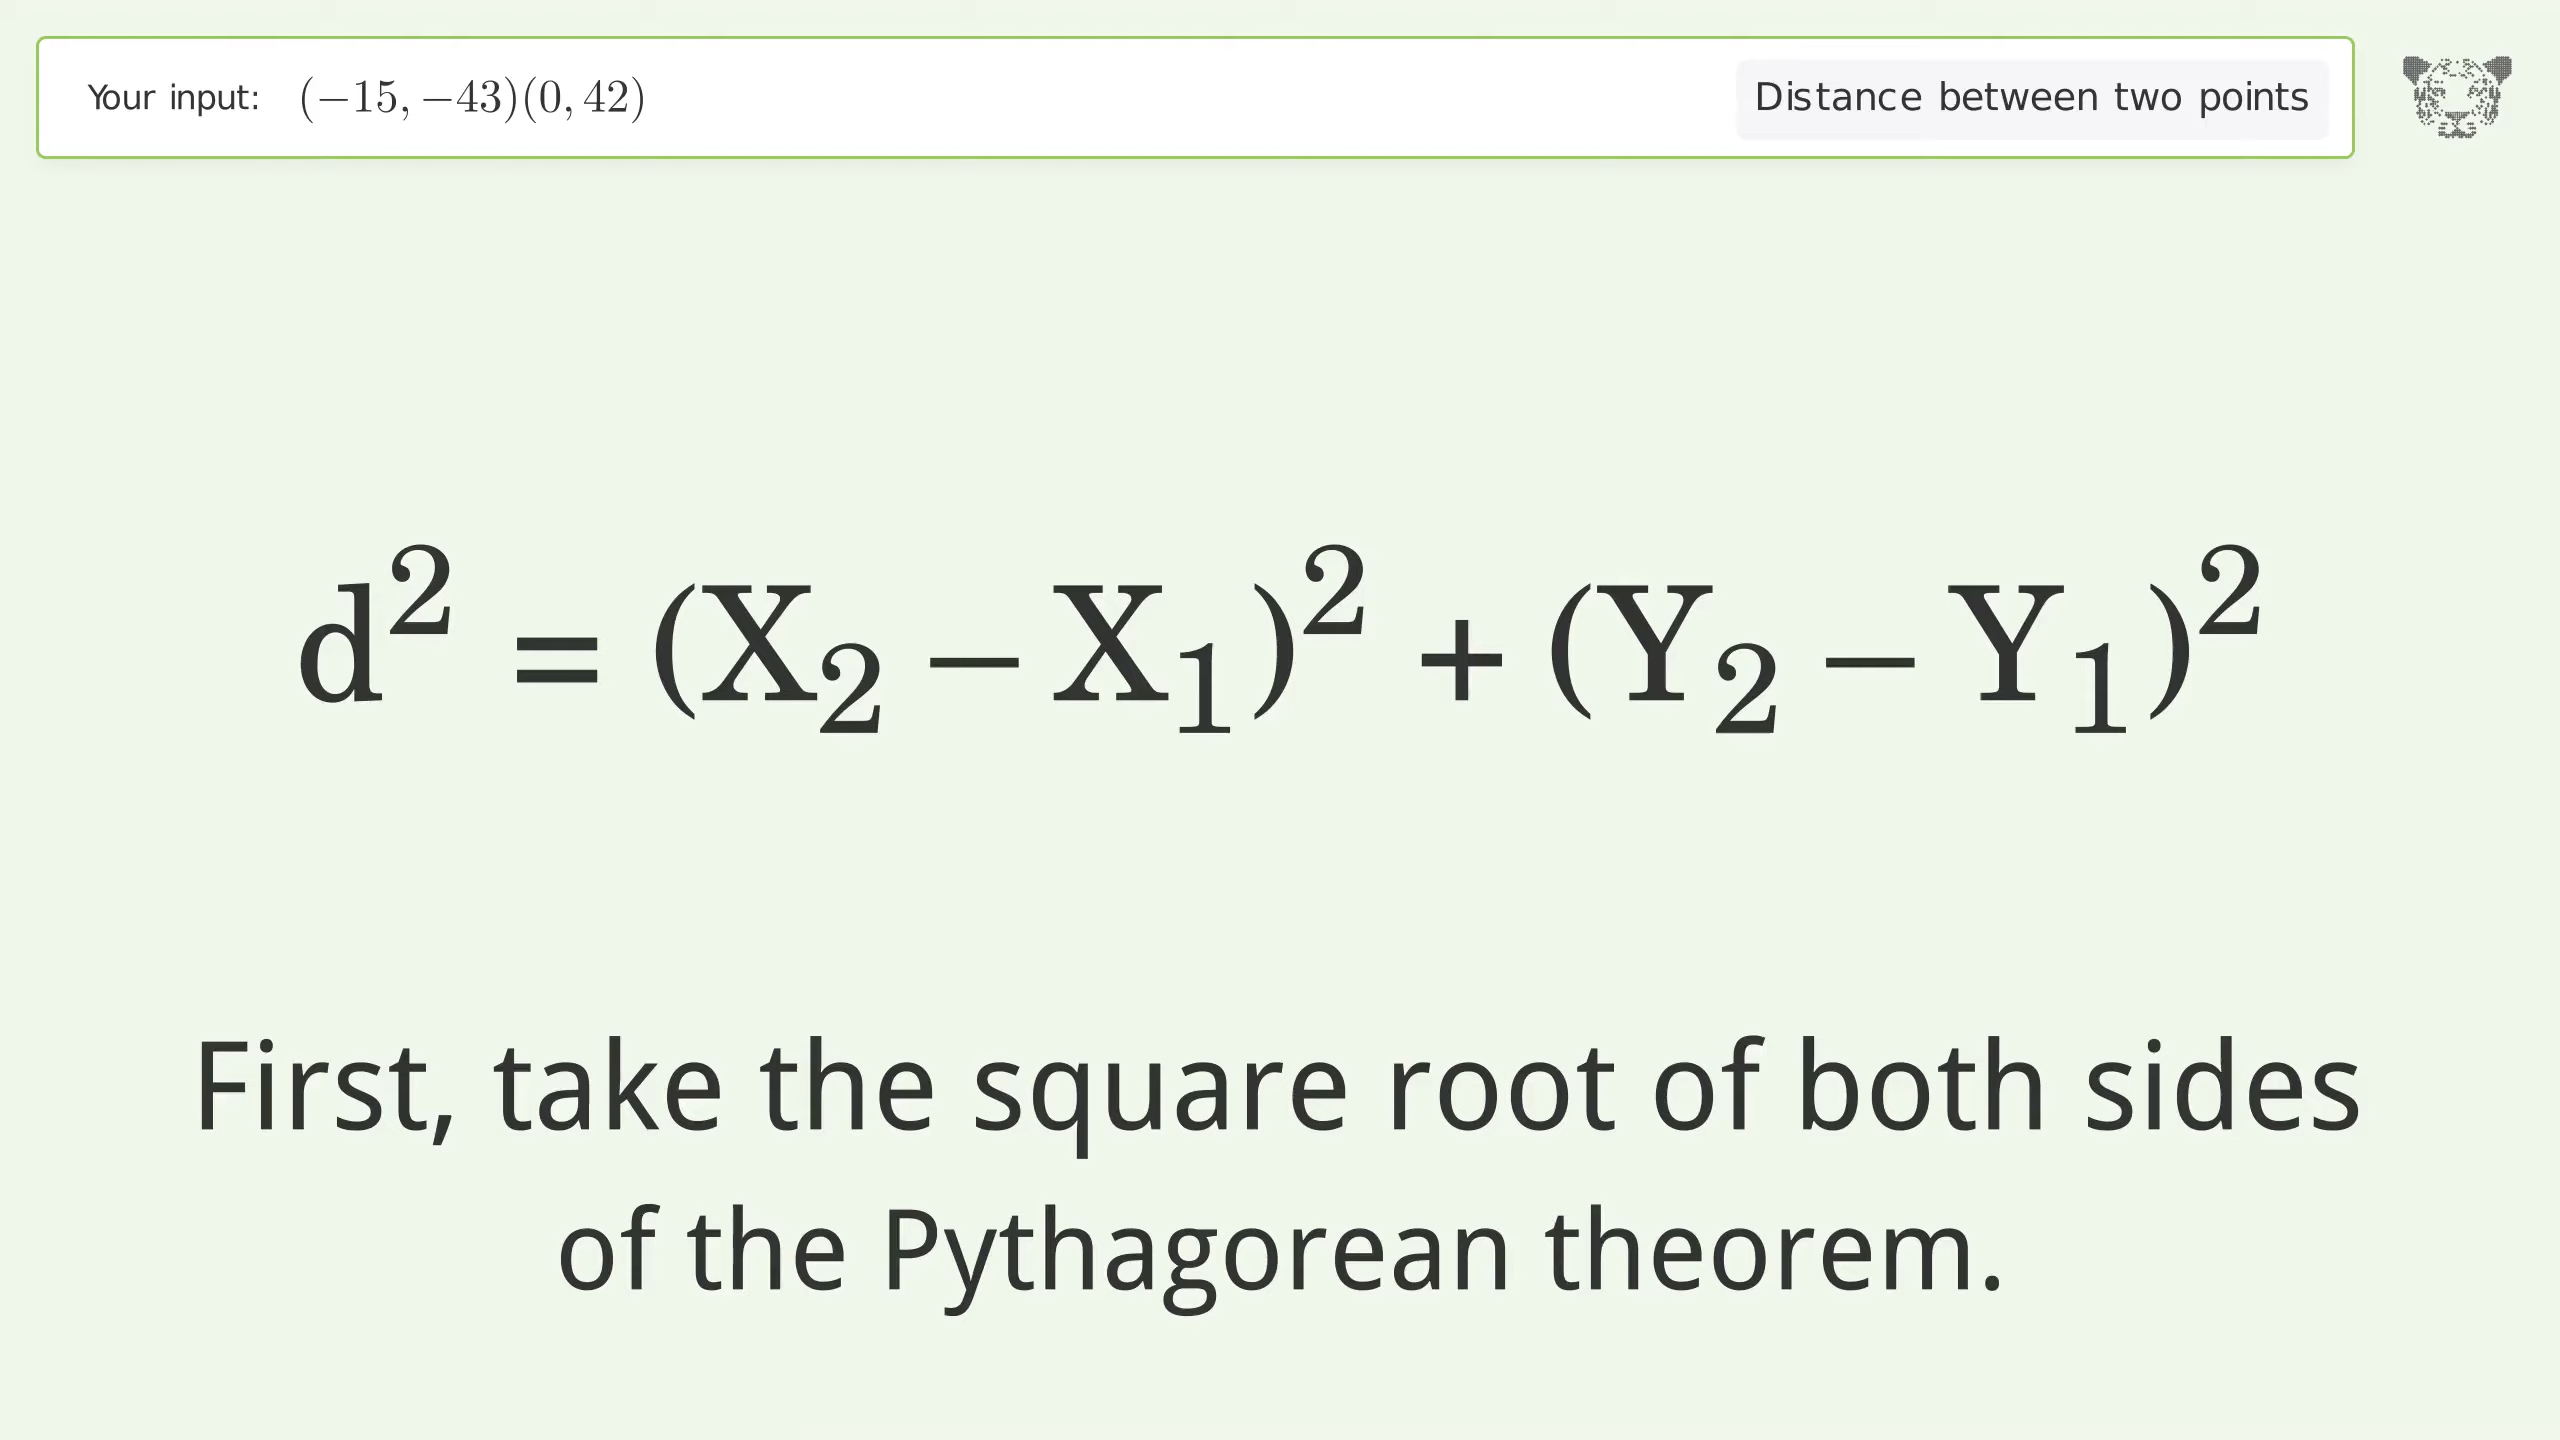 Your input: (−15, −43)(0, 42)
Distance between two points
d² = (X₂ − X₁)² + (Y₂ − Y₁)²
First, take the square root of both sides
of the Pythagorean theorem.